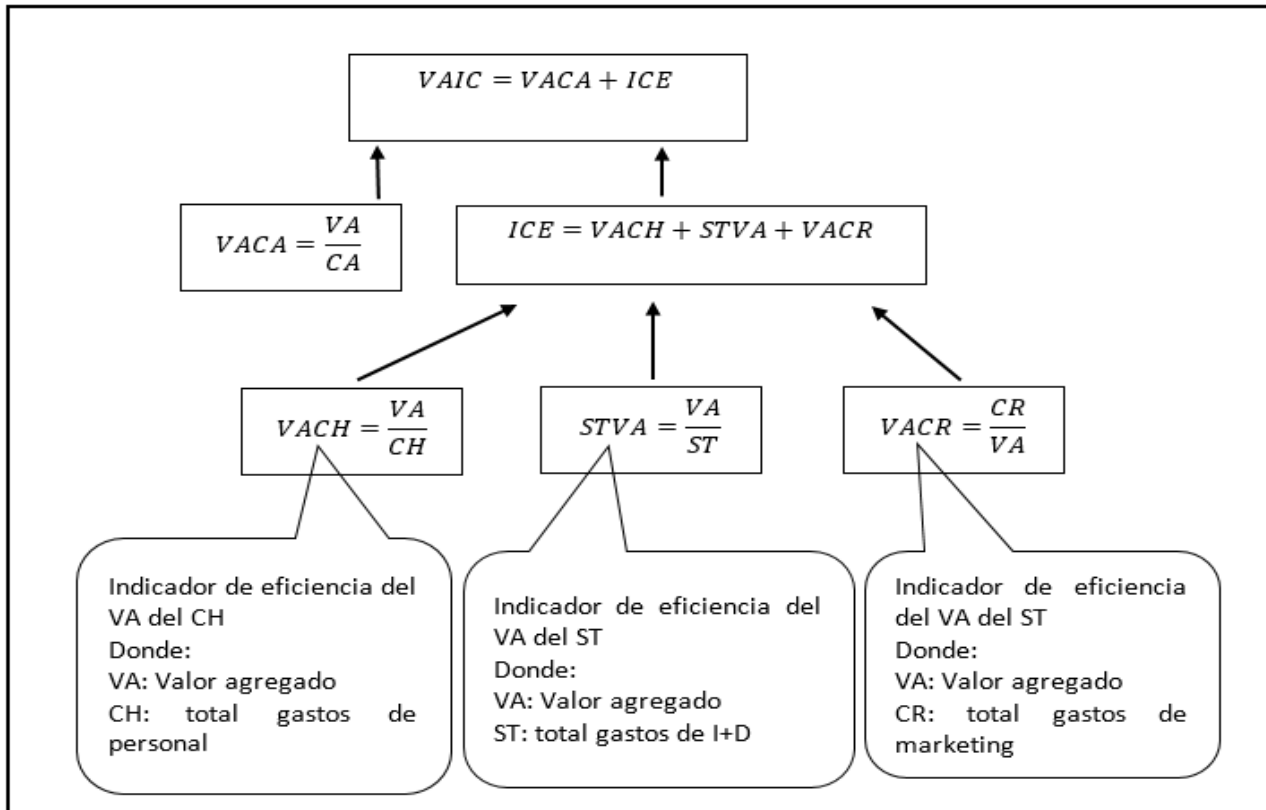 VAIC = VACA + ICE
VACA = VA/CA
ICE = VACH + STVA + VACR
VACH = VA/CH
STVA = VA/ST
VACR = CR/VA
Indicador de eficiencia del
VA del CH
Donde:
VA: Valor agregado
CH: total gastos de
personal
Indicador de eficiencia del
VA del ST
Donde:
VA: Valor agregado
ST: total gastos de I+D
Indicador de eficiencia
del VA del ST
Donde:
VA: Valor agregado
CR: total gastos de
marketing